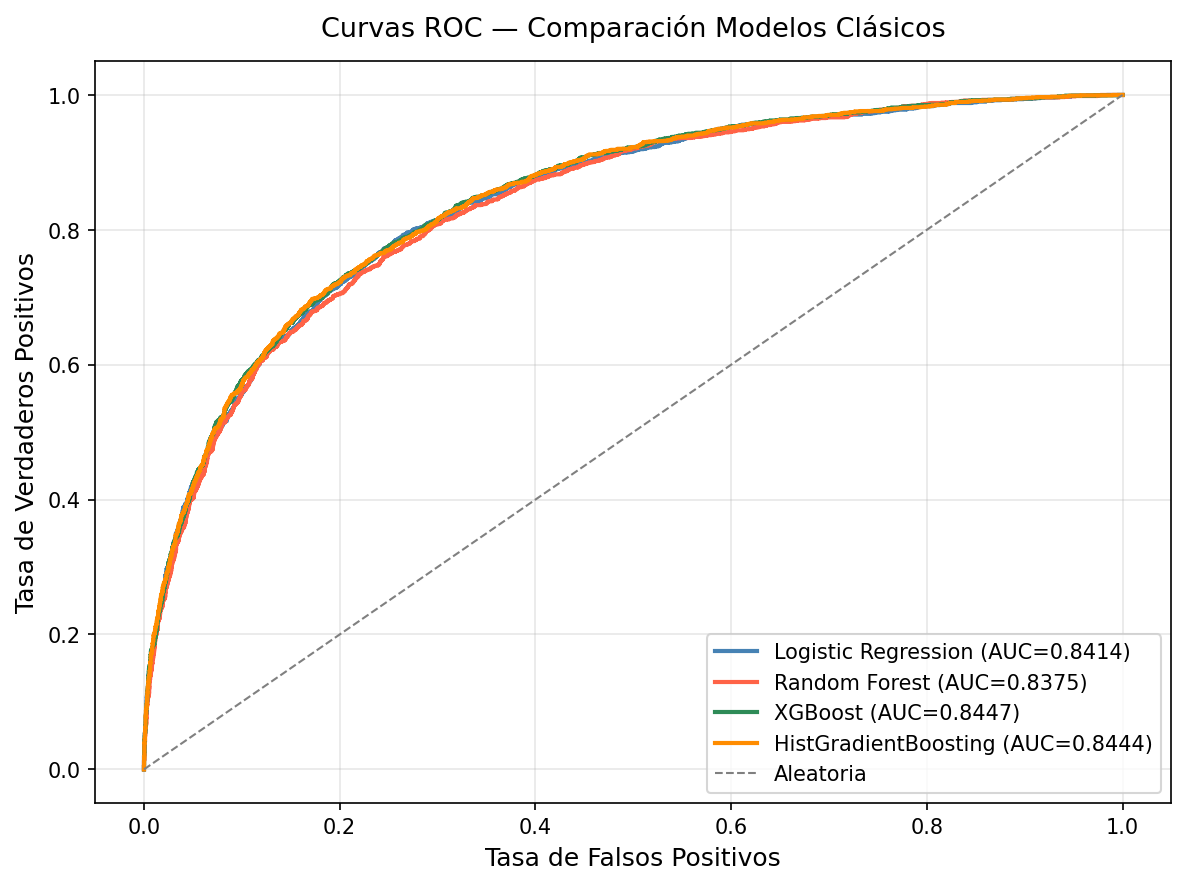 Curvas ROC — Comparación Modelos Clásicos
Tasa de Verdaderos Positivos
1.0
0.8
0.6
0.4
0.2
0.0
Logistic Regression (AUC=0.8414)
Random Forest (AUC=0.8375)
XGBoost (AUC=0.8447)
HistGradientBoosting (AUC=0.8444)
Aleatoria
0.0 0.2 0.4 0.6 0.8 1.0
Tasa de Falsos Positivos